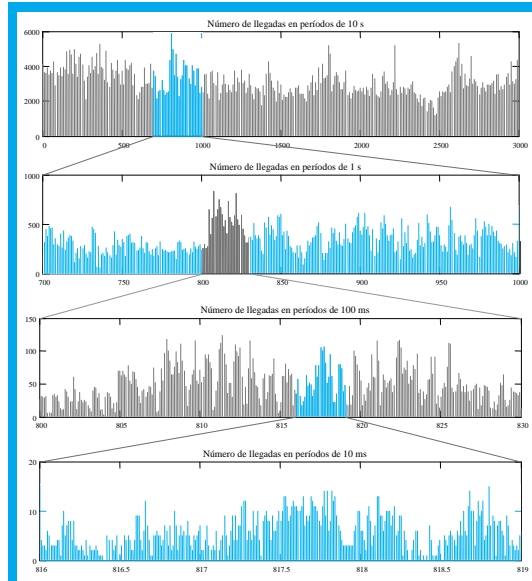 Número de llegadas en períodos de 10 s
6000
4000
2000
0
0 500 1000 1500 2000 2500 3000
Número de llegadas en períodos de 1 s
1000
500
0
700 750 800 850 900 950 1000
Número de llegadas en períodos de 100 ms
150
100
50
0
800 810 820 830
Número de llegadas en períodos de 10 ms
20
10
0
816 816.5 817 817.5 818 818.5 819